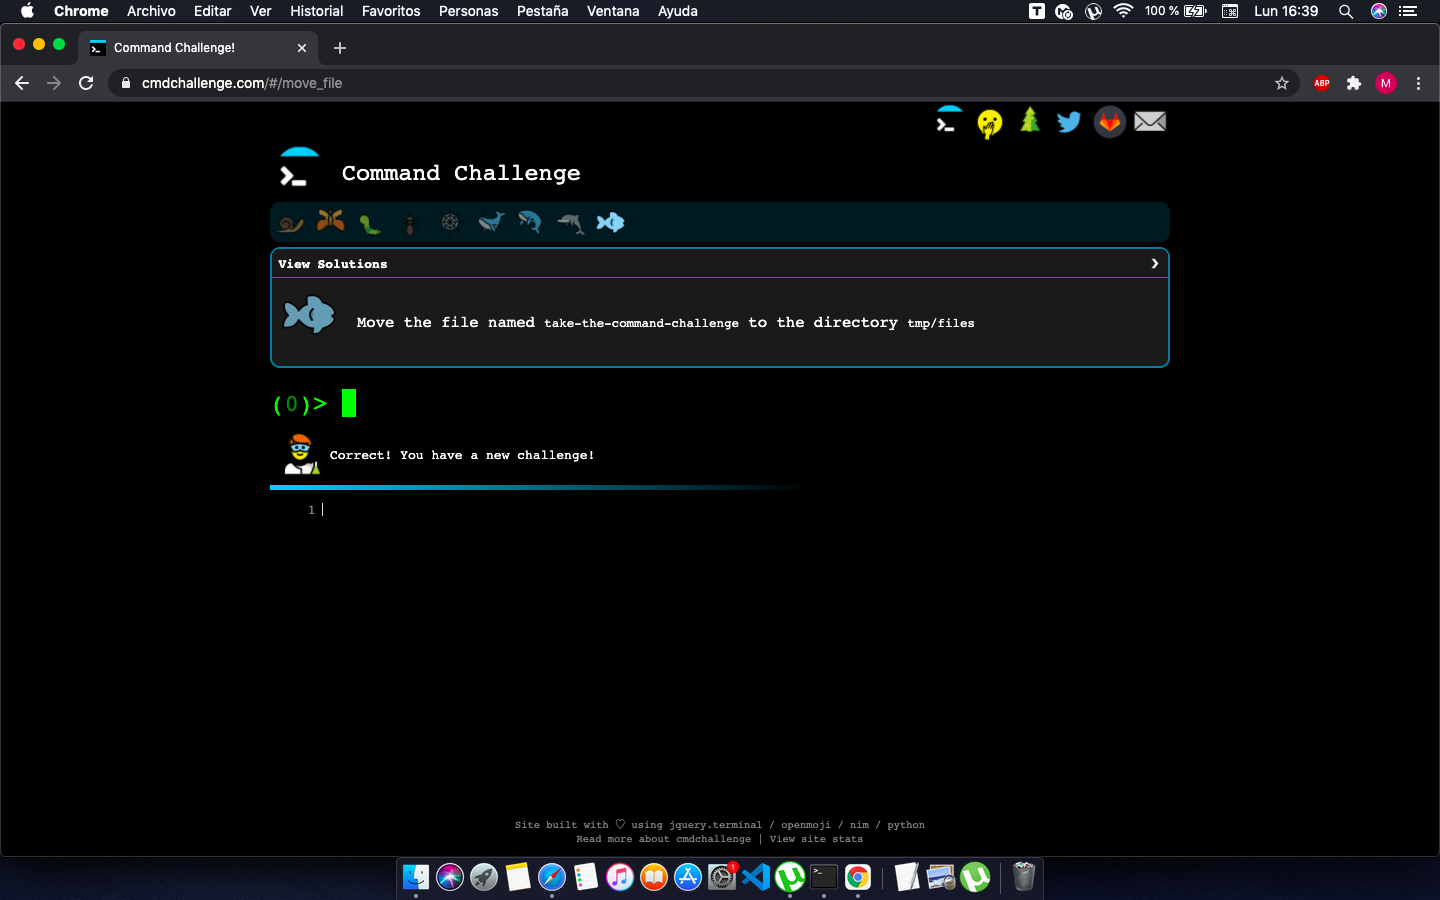 Chrome Archivo Editar Ver Historial Favoritos Personas Pestaña Ventana Ayuda 100 % Lun 16:39
Command Challenge!
cmdchallenge.com/#/move_file ABP M
Command Challenge
View Solutions
Move the file named take-the-command-challenge to the directory tmp/files
(0)>
Correct! You have a new challenge!
1
Site built with ♡ using jquery.terminal / openmoji / nim / python
Read more about cmdchallenge | View site stats
1